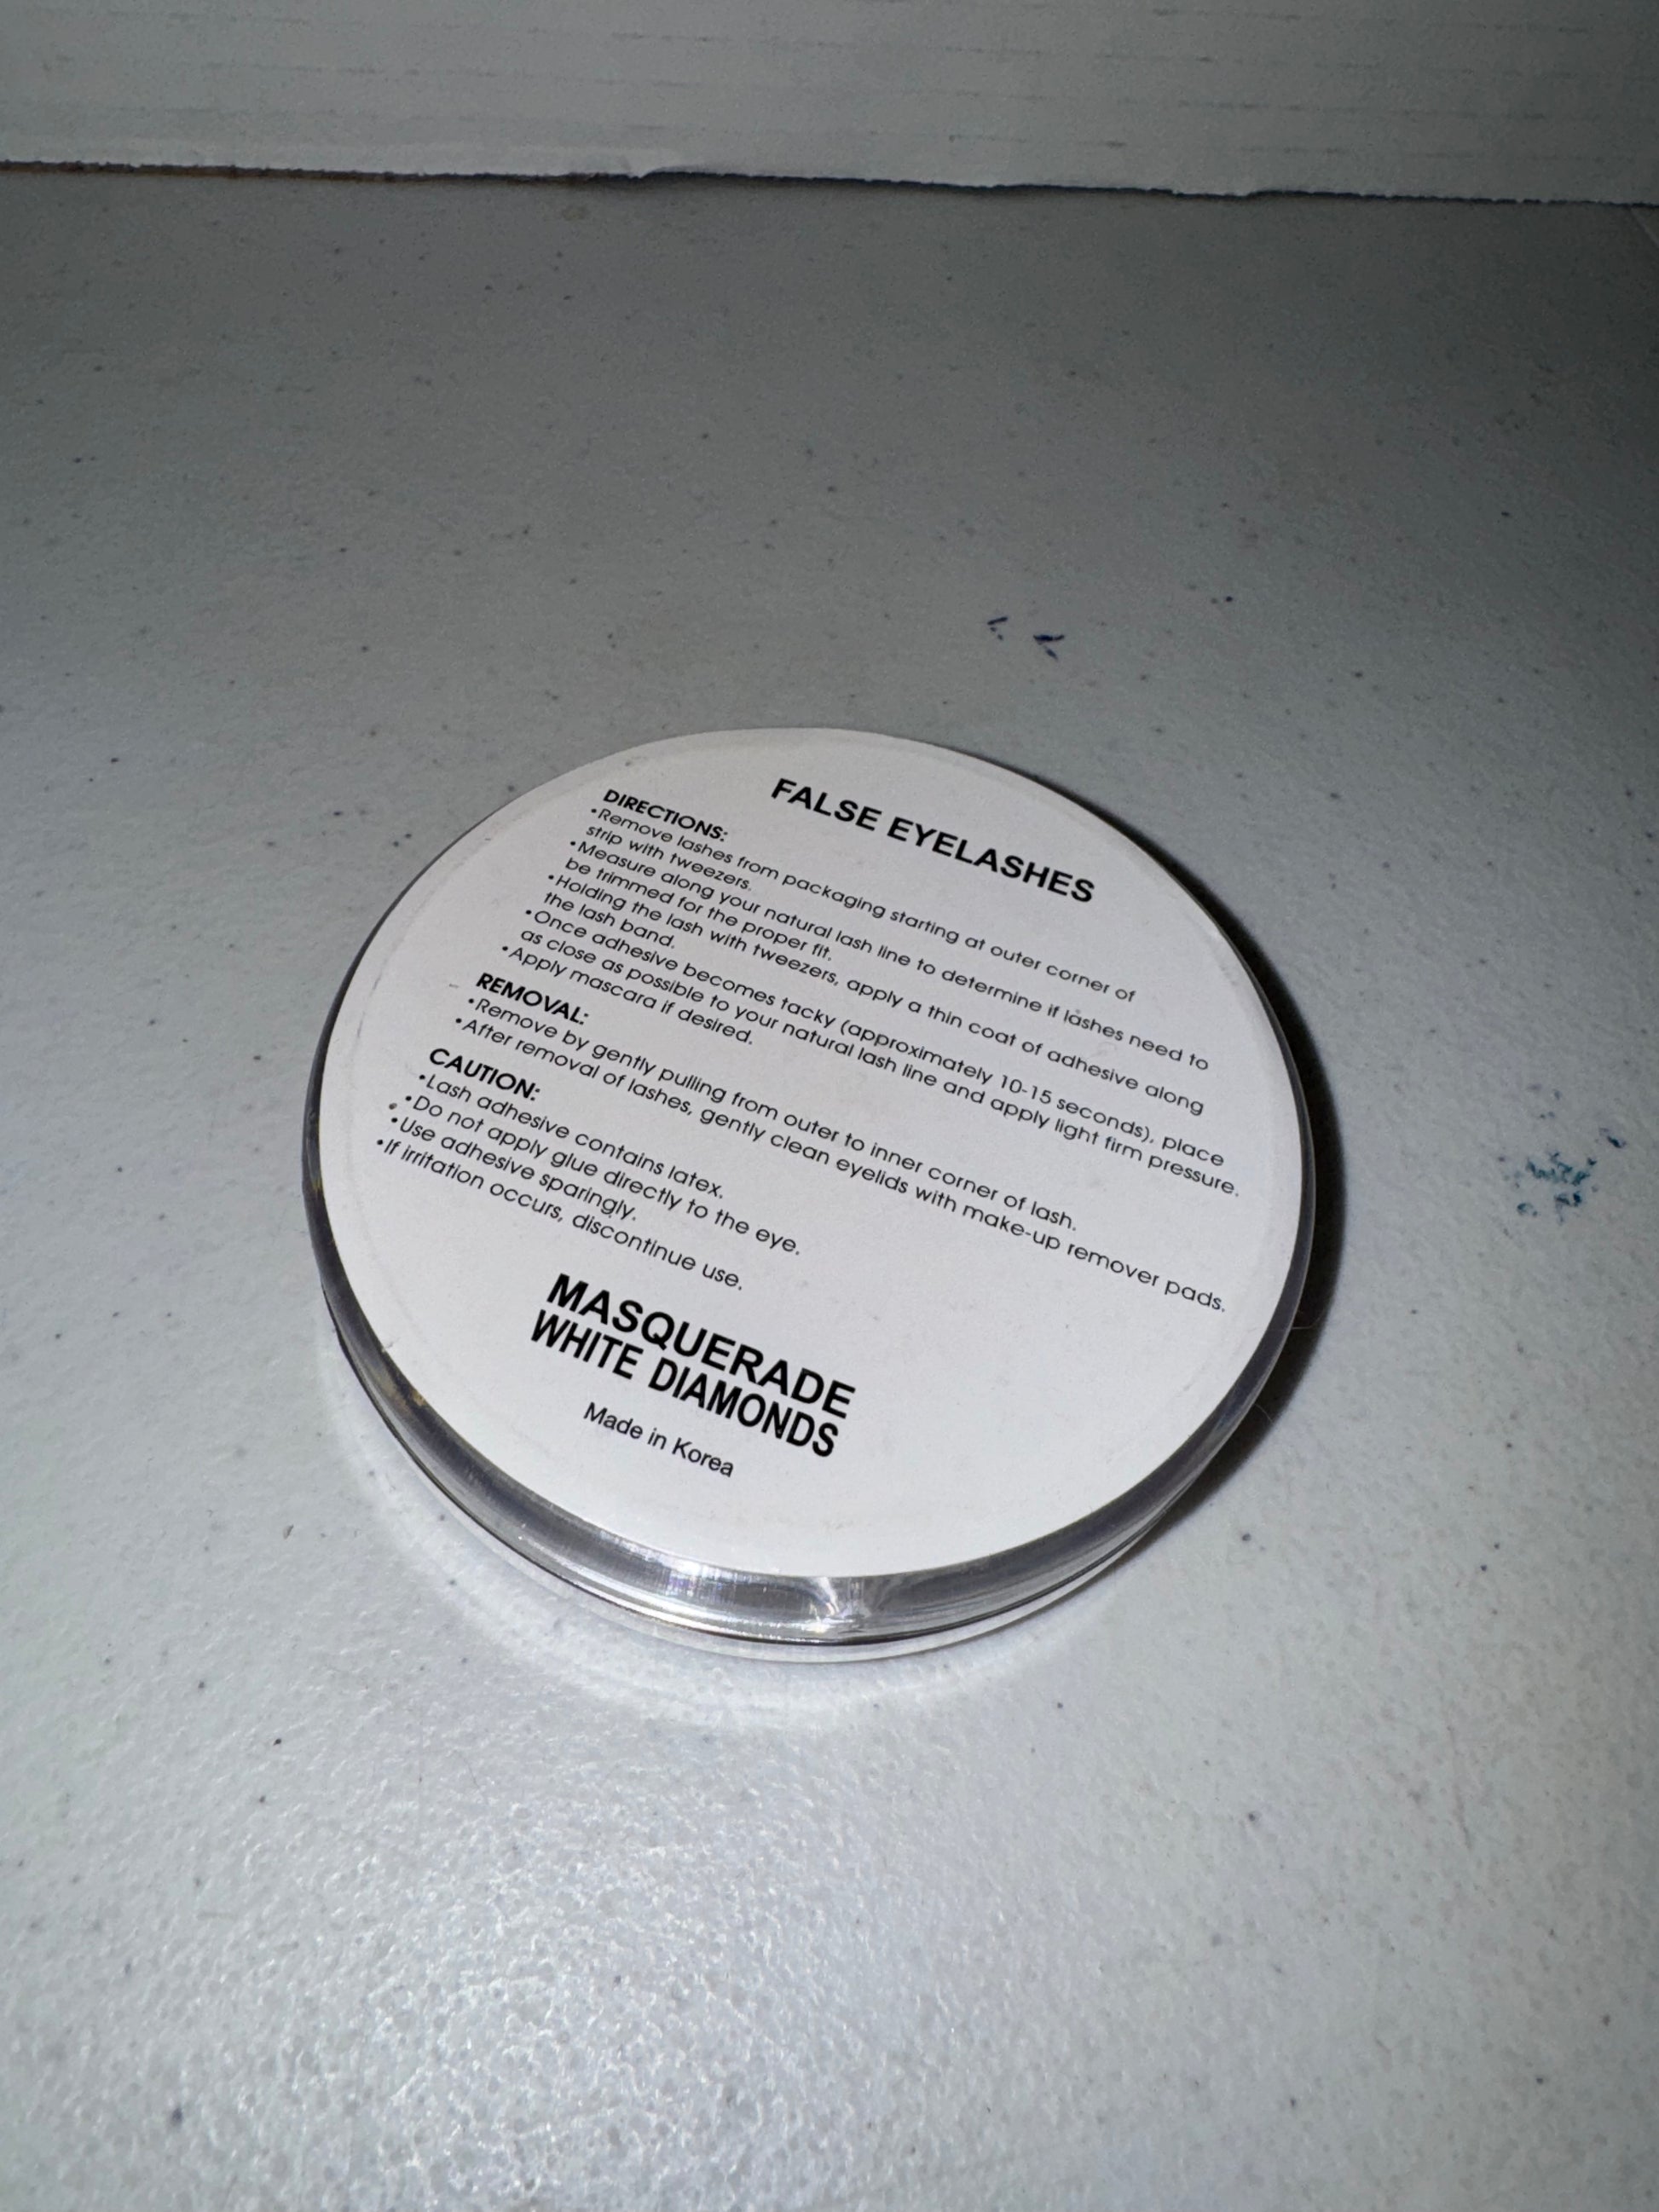 FALSE EYELASHES
DIRECTIONS:
•Remove lashes from packaging starting at outer corner of
strip with tweezers.
•Measure along your natural lash line to determine if lashes need to
be trimmed for the proper fit.
•Holding the lash with tweezers, apply a thin coat of adhesive along
the lash band.
•Once adhesive becomes tacky (approximately 10-15 seconds), place
as close as possible to your natural lash line and apply light firm pressure.
•Apply mascara if desired.
REMOVAL:
•Remove by gently pulling from outer to inner corner of lash.
•After removal of lashes, gently clean eyelids with make-up remover pads.
CAUTION:
•Lash adhesive contains latex.
•Do not apply glue directly to the eye.
•Use adhesive sparingly.
•If irritation occurs, discontinue use.
MASQUERADE
WHITE DIAMONDS
Made in Korea